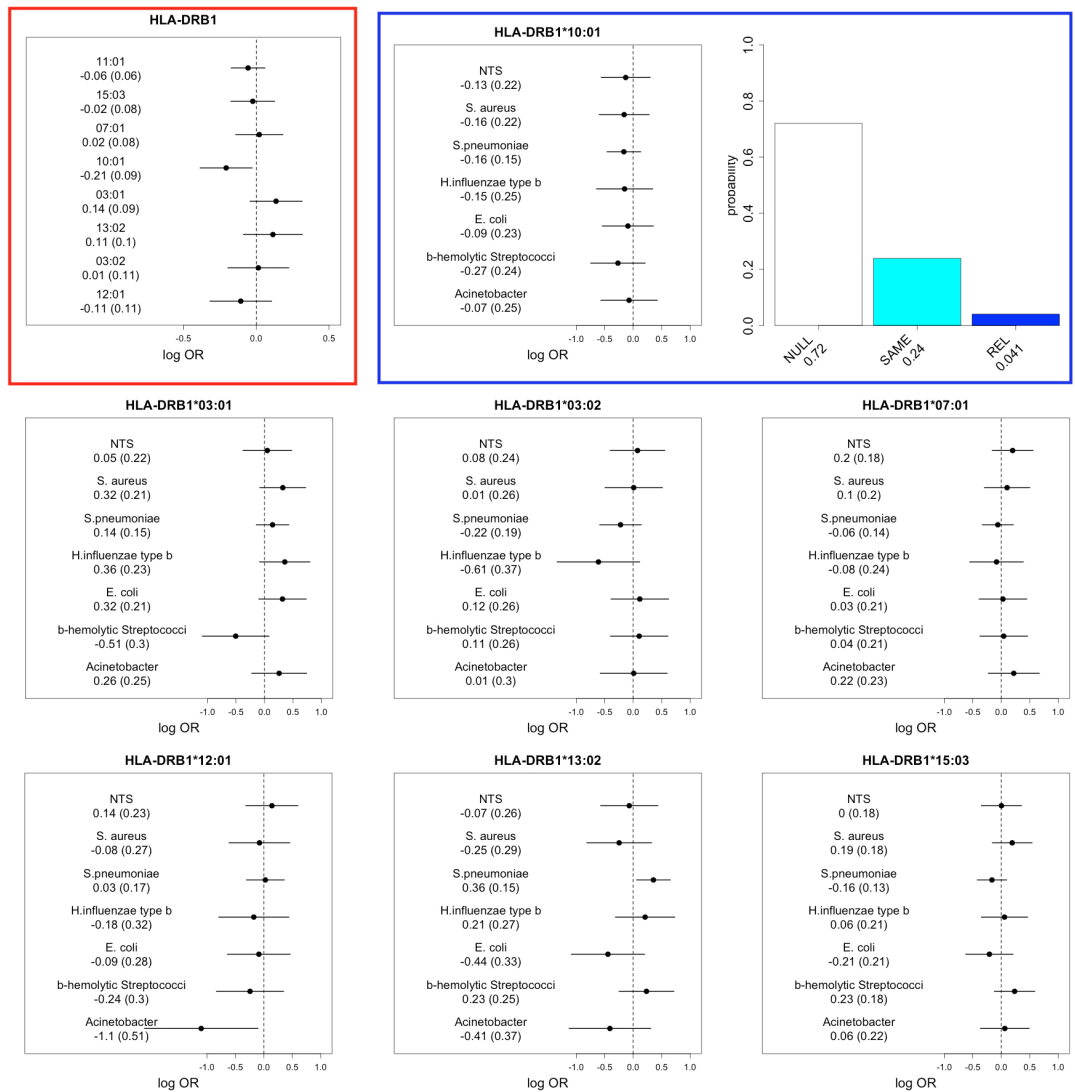 HLA-DRB1
11:01
-0.06 (0.06)
15:03
-0.02 (0.08)
07:01
0.02 (0.08)
10:01
-0.21 (0.09)
03:01
0.14 (0.09)
13:02
0.11 (0.1)
03:02
0.01 (0.11)
12:01
-0.11 (0.11)
-0.5 0.0 0.5
log OR
HLA-DRB1*10:01
NTS
-0.13 (0.22)
S. aureus
-0.16 (0.22)
S.pneumoniae
-0.16 (0.15)
H.influenzae type b
-0.15 (0.25)
E. coli
-0.09 (0.23)
b-hemolytic Streptococci
-0.27 (0.24)
Acinetobacter
-0.07 (0.25)
-1.0 -0.5 0.0 0.5 1.0
log OR
probability
1.0
0.8
0.6
0.4
0.2
0.0
NULL
0.72
SAME
0.24
REL
0.041
HLA-DRB1*03:01
NTS
0.05 (0.22)
S. aureus
0.32 (0.21)
S.pneumoniae
0.14 (0.15)
H.influenzae type b
0.36 (0.23)
E. coli
0.32 (0.21)
b-hemolytic Streptococci
-0.51 (0.3)
Acinetobacter
0.26 (0.25)
-1.0 -0.5 0.0 0.5 1.0
log OR
HLA-DRB1*03:02
NTS
0.08 (0.24)
S. aureus
0.01 (0.26)
S.pneumoniae
-0.22 (0.19)
H.influenzae type b
-0.61 (0.37)
E. coli
0.12 (0.26)
b-hemolytic Streptococci
0.11 (0.26)
Acinetobacter
0.01 (0.3)
-1.0 -0.5 0.0 0.5 1.0
log OR
HLA-DRB1*07:01
NTS
0.2 (0.18)
S. aureus
0.1 (0.2)
S.pneumoniae
-0.06 (0.14)
H.influenzae type b
-0.08 (0.24)
E. coli
0.03 (0.21)
b-hemolytic Streptococci
0.04 (0.21)
Acinetobacter
0.22 (0.23)
-1.0 -0.5 0.0 0.5 1.0
log OR
HLA-DRB1*12:01
NTS
0.14 (0.23)
S. aureus
-0.08 (0.27)
S.pneumoniae
0.03 (0.17)
H.influenzae type b
-0.18 (0.32)
E. coli
-0.09 (0.28)
b-hemolytic Streptococci
-0.24 (0.3)
Acinetobacter
-1.1 (0.51)
-1.0 -0.5 0.0 0.5 1.0
log OR
HLA-DRB1*13:02
NTS
-0.07 (0.26)
S. aureus
-0.25 (0.29)
S.pneumoniae
0.36 (0.15)
H.influenzae type b
0.21 (0.27)
E. coli
-0.44 (0.33)
b-hemolytic Streptococci
0.23 (0.25)
Acinetobacter
-0.41 (0.37)
-1.0 -0.5 0.0 0.5 1.0
log OR
HLA-DRB1*15:03
NTS
0 (0.18)
S. aureus
0.19 (0.18)
S.pneumoniae
-0.16 (0.13)
H.influenzae type b
0.06 (0.21)
E. coli
-0.21 (0.21)
b-hemolytic Streptococci
0.23 (0.18)
Acinetobacter
0.06 (0.22)
-1.0 -0.5 0.0 0.5 1.0
log OR